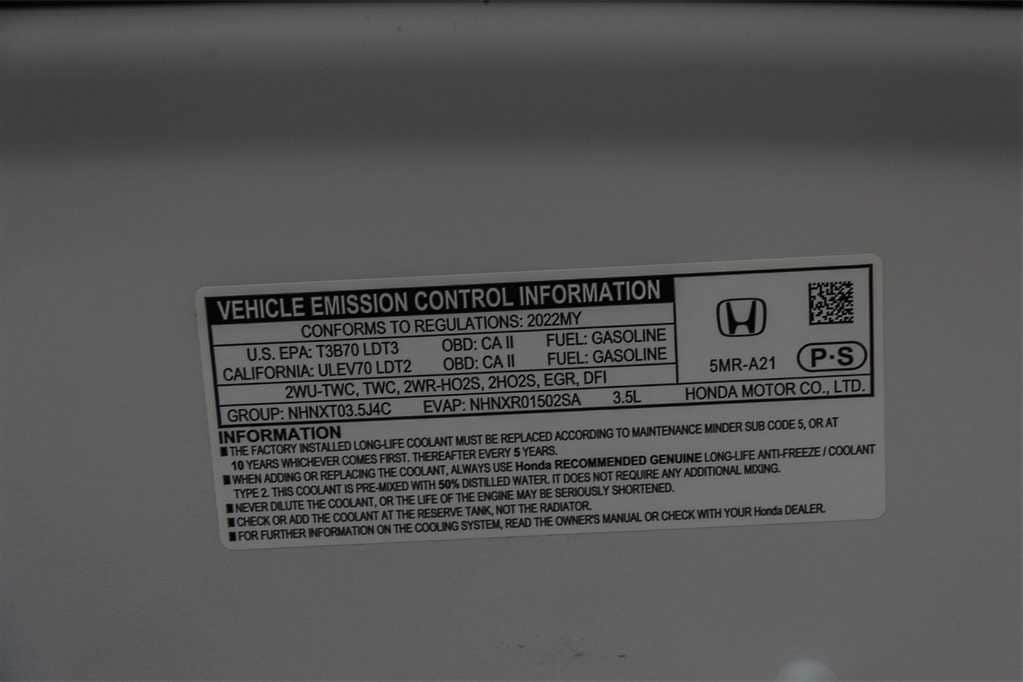 VEHICLE EMISSION CONTROL INFORMATION
CONFORMS TO REGULATIONS: 2022MY
U.S. EPA: T3B70 LDT3 OBD: CA II FUEL: GASOLINE
CALIFORNIA: ULEV70 LDT2 OBD: CA II FUEL: GASOLINE
2WU-TWC, TWC, 2WR-HO2S, 2HO2S, EGR, DFI
GROUP: NHNXT03.5J4C EVAP: NHNXR01502SA 3.5L
5MR-A21 P·S
HONDA MOTOR CO., LTD.
INFORMATION
THE FACTORY INSTALLED LONG-LIFE COOLANT MUST BE REPLACED ACCORDING TO MAINTENANCE MINDER SUB CODE 5, OR AT
10 YEARS WHICHEVER COMES FIRST. THEREAFTER EVERY 5 YEARS.
WHEN ADDING OR REPLACING THE COOLANT, ALWAYS USE Honda RECOMMENDED GENUINE LONG-LIFE ANTI-FREEZE / COOLANT
TYPE 2. THIS COOLANT IS PRE-MIXED WITH 50% DISTILLED WATER. IT DOES NOT REQUIRE ANY ADDITIONAL MIXING.
NEVER DILUTE THE COOLANT, OR THE LIFE OF THE ENGINE MAY BE SERIOUSLY SHORTENED.
CHECK OR ADD THE COOLANT AT THE RESERVE TANK, NOT THE RADIATOR.
FOR FURTHER INFORMATION ON THE COOLING SYSTEM, READ THE OWNER'S MANUAL OR CHECK WITH YOUR Honda DEALER.